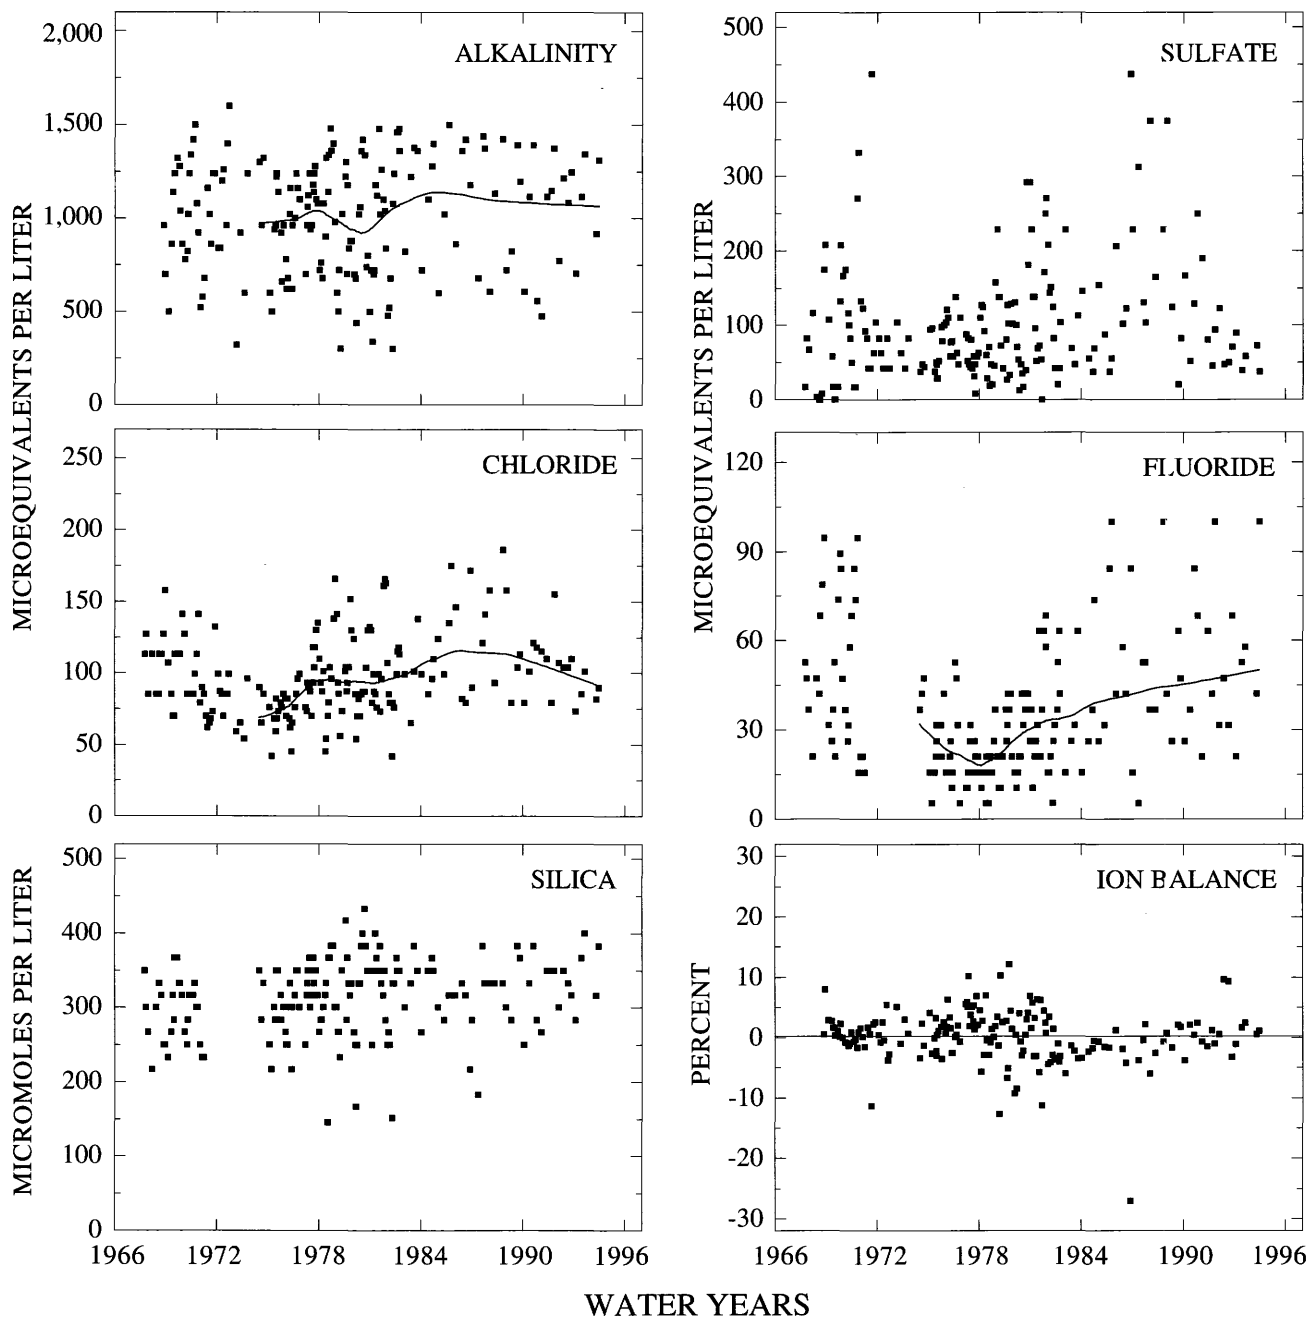 MICROEQUIVALENTS PER LITER
2,000
1,500
1,000
500
0
ALKALINITY
MICROEQUIVALENTS PER LITER
500
400
300
200
100
0
SULFATE
250
200
150
100
50
0
CHLORIDE
120
90
60
30
0
FLUORIDE
MICROMOLES PER LITER
500
400
300
200
100
0
SILICA
1966 1972 1978 1984 1990 1996
PERCENT
30
20
10
0
-10
-20
-30
ION BALANCE
1966 1972 1978 1984 1990 1996
WATER YEARS